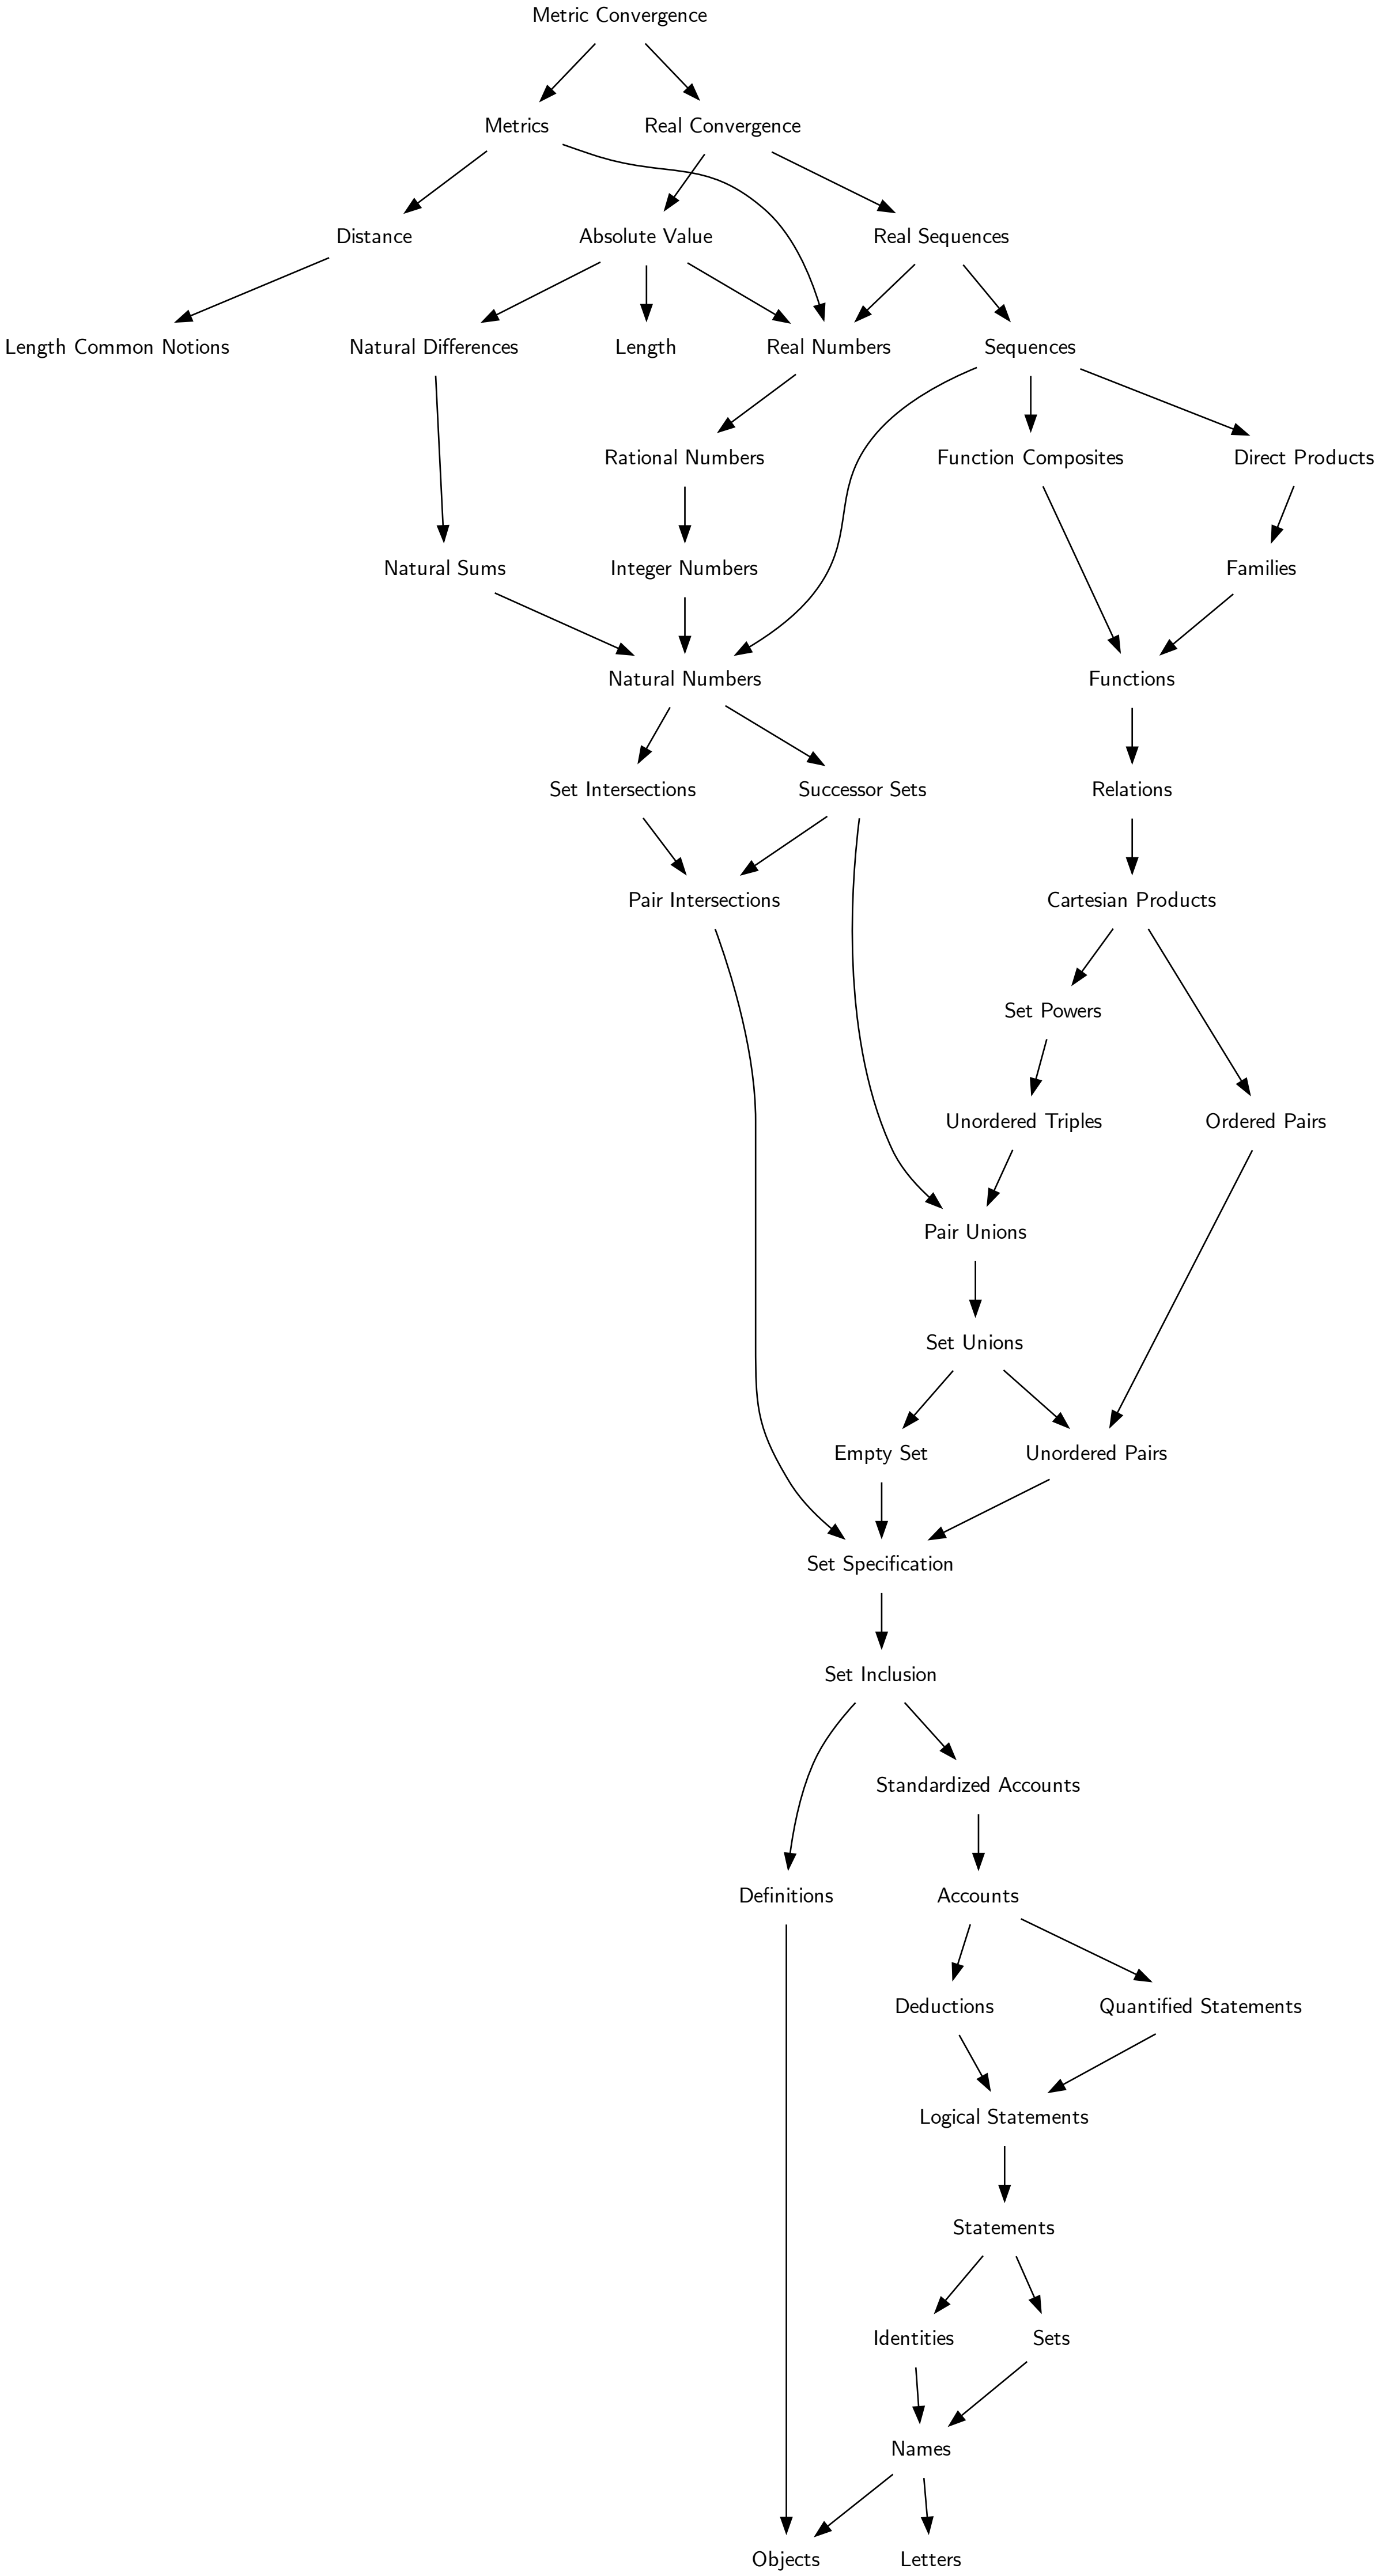 Metric Convergence
Metrics
Real Convergence
Distance
Absolute Value
Real Sequences
Length Common Notions
Natural Differences
Length
Real Numbers
Sequences
Rational Numbers
Function Composites
Direct Products
Natural Sums
Integer Numbers
Families
Natural Numbers
Functions
Set Intersections
Successor Sets
Relations
Pair Intersections
Cartesian Products
Set Powers
Unordered Triples
Ordered Pairs
Pair Unions
Set Unions
Empty Set
Unordered Pairs
Set Specification
Set Inclusion
Standardized Accounts
Definitions
Accounts
Deductions
Quantified Statements
Logical Statements
Statements
Identities
Sets
Names
Objects
Letters